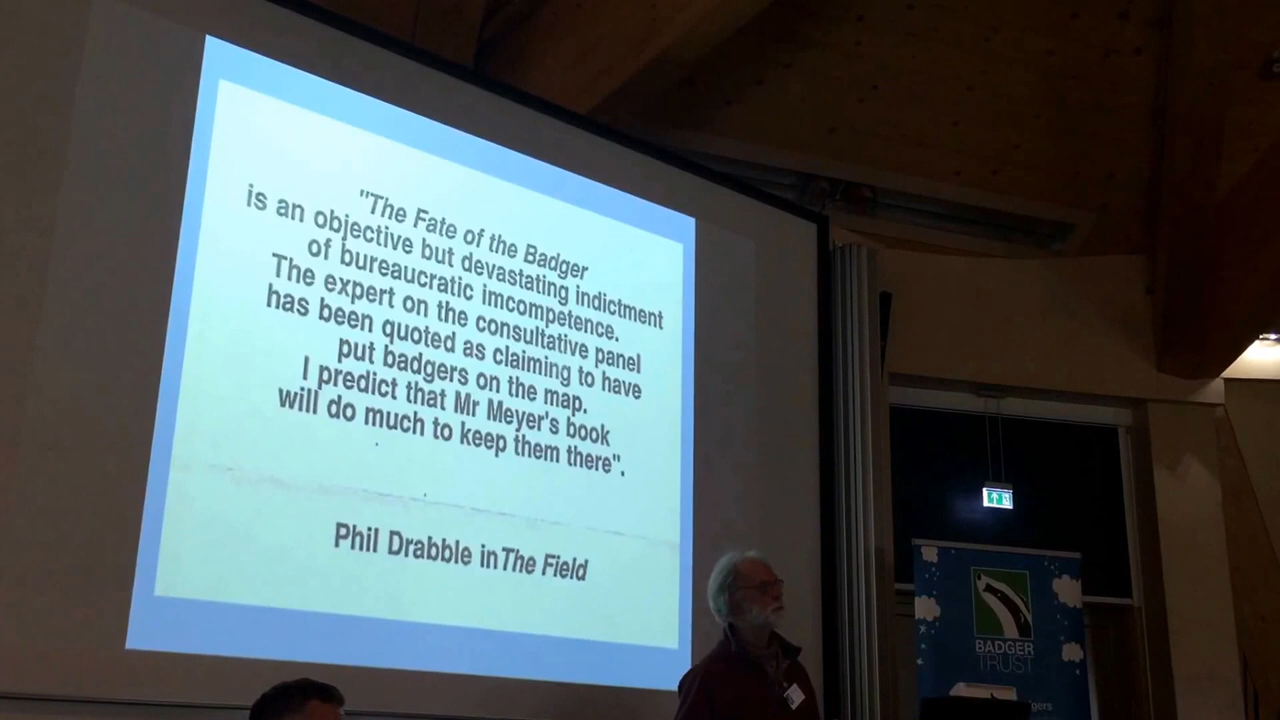 "The Fate of the Badger
is an objective but devastating indictment
of bureaucratic imcompetence.
The expert on the consultative panel
has been quoted as claiming to have
put badgers on the map.
I predict that Mr Meyer's book
will do much to keep them there".
Phil Drabble in The Field
BADGER
TRUST